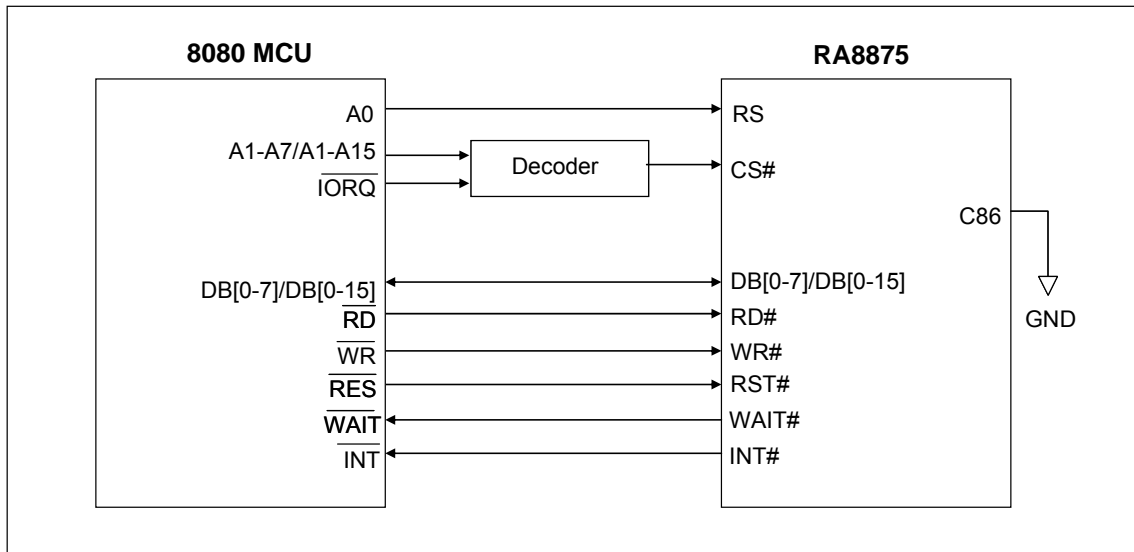 8080 MCU
RA8875
A0
RS
A1-A7/A1-A15
Decoder
CS#
IORQ
C86
DB[0-7]/DB[0-15]
DB[0-7]/DB[0-15]
RD
RD#
GND
WR
WR#
RES
RST#
WAIT
WAIT#
INT
INT#